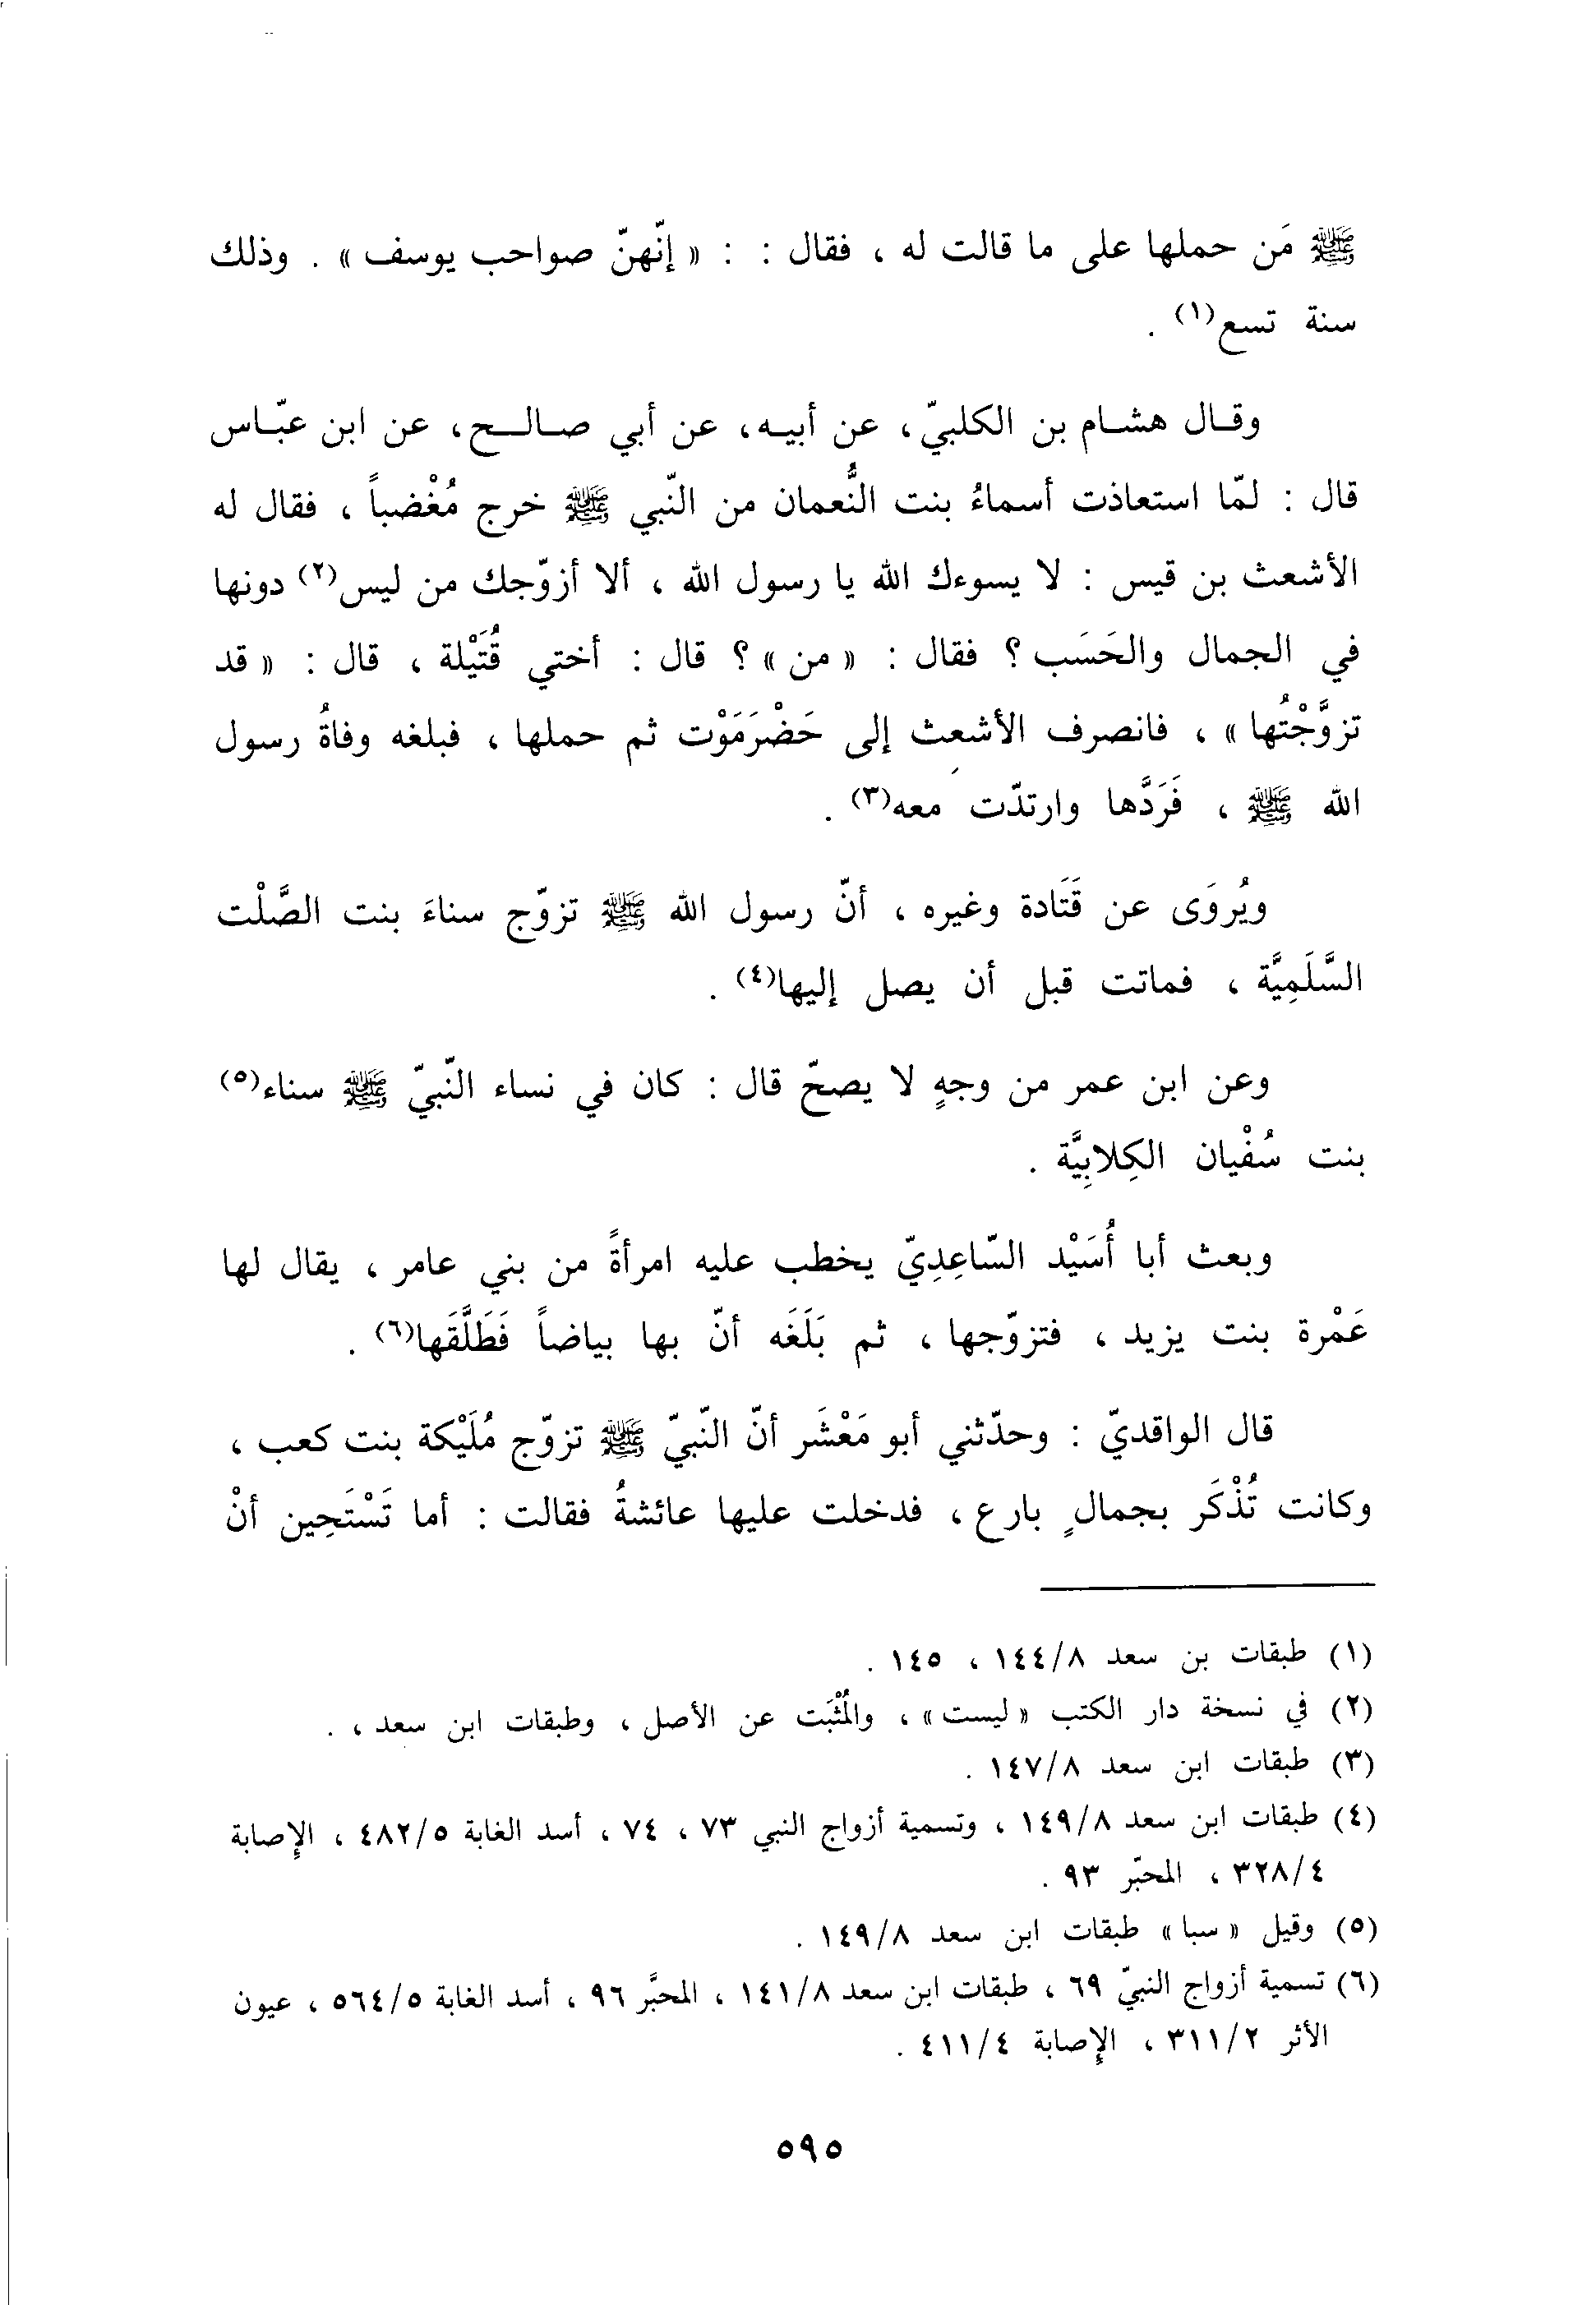 ﷺ مَن حملها على ما قالت له ، فقال : : « إنّهنّ صواحب يوسف » . وذلك
سنة تسع(١) .
وقـال هشـام بن الكلبيّ، عن أبيـه، عن أبي صـالــح، عن ابن عبّـاس
قال : لمّا استعاذت أسماءُ بنت النُّعمان من النّبي ﷺ خرج مُغْضباً ، فقال له
الأشعث بن قيس : لا يسوءك الله يا رسول الله ، ألا أزوّجك من ليس(٢) دونها
في الجمال والحَسَب ؟ فقال : « من » ؟ قال : أختي قُتَيْلة ، قال : « قد
تزوَّجْتُها » ، فانصرف الأشعث إلى حَضْرَمَوْت ثم حملها ، فبلغه وفاةُ رسول
الله ﷺ ، فَرَدَّها وارتدّت معه(٣) .
ويُروَى عن قَتَادة وغيره ، أنّ رسول الله ﷺ تزوّج سناءَ بنت الصَّلْت
السَّلَمِيَّة ، فماتت قبل أن يصل إليها(٤) .
وعن ابن عمر من وجهٍ لا يصحّ قال : كان في نساء النّبيّ ﷺ سناء(٥)
بنت سُفْيان الكِلابِيَّة .
وبعث أبا أُسَيْد السّاعِدِيّ يخطب عليه امرأةً من بني عامر ، يقال لها
عَمْرة بنت يزيد ، فتزوّجها ، ثم بَلَغَه أنّ بها بياضاً فَطَلَّقَها(٦) .
قال الواقديّ : وحدّثني أبو مَعْشَر أنّ النّبيّ ﷺ تزوّج مُلَيْكة بنت كعب ،
وكانت تُذْكَر بجمالٍ بارع ، فدخلت عليها عائشةُ فقالت : أما تَسْتَحِين أنْ
(١) طبقات بن سعد ١٤٤/٨ ، ١٤٥ .
(٢) في نسخة دار الكتب « ليست » ، والمُثْبَت عن الأصل ، وطبقات ابن سعد ، .
(٣) طبقات ابن سعد ١٤٧/٨ .
(٤) طبقات ابن سعد ١٤٩/٨ ، وتسمية أزواج النبي ٧٣ ، ٧٤ ، أسد الغابة ٤٨٢/٥ ، الإصابة
٣٢٨/٤ ، المحبّر ٩٣ .
(٥) وقيل « سبا » طبقات ابن سعد ١٤٩/٨ .
(٦) تسمية أزواج النبيّ ٦٩ ، طبقات ابن سعد ١٤١/٨ ، المحبَّر ٩٦ ، أسد الغابة ٥٦٤/٥ ، عيون
الأثر ٣١١/٢ ، الإصابة ٤١١/٤ .
٥٩٥